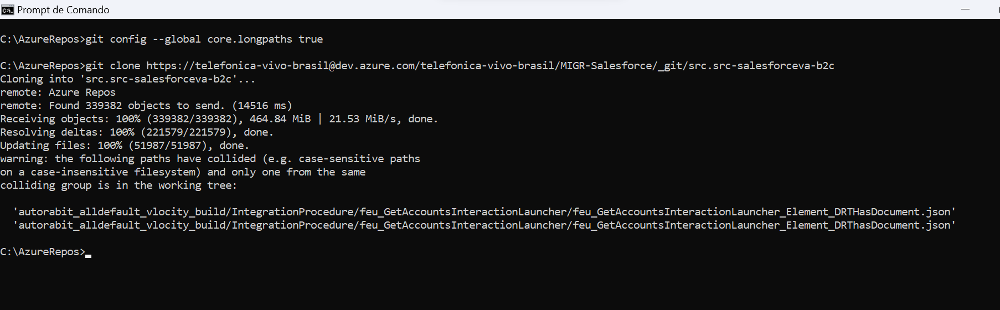 Prompt de Comando
C:\AzureRepos>git config --global core.longpaths true
C:\AzureRepos>git clone https://telefonica-vivo-brasil@dev.azure.com/telefonica-vivo-brasil/MIGR-Salesforce/_git/src.src-salesforceva-b2c
Cloning into 'src.src-salesforceva-b2c'...
remote: Azure Repos
remote: Found 339382 objects to send. (14516 ms)
Receiving objects: 100% (339382/339382), 464.84 MiB | 21.53 MiB/s, done.
Resolving deltas: 100% (221579/221579), done.
Updating files: 100% (51987/51987), done.
warning: the following paths have collided (e.g. case-sensitive paths
on a case-insensitive filesystem) and only one from the same
colliding group is in the working tree:
'autorabit_alldefault_vlocity_build/IntegrationProcedure/feu_GetAccountsInteractionLauncher/feu_GetAccountsInteractionLauncher_Element_DRTHasDocument.json'
'autorabit_alldefault_vlocity_build/IntegrationProcedure/feu_GetAccountsInteractionLauncher/feu_GetAccountsInteractionLauncher_Element_DRThasDocument.json'
C:\AzureRepos>